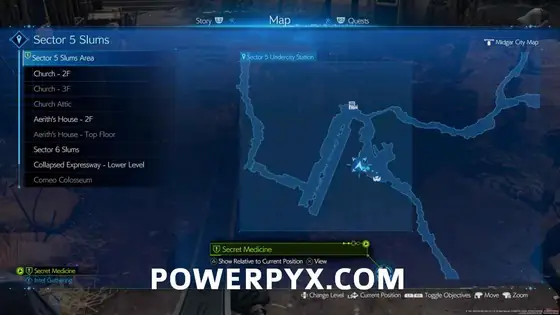 Story Map Quests
Sector 5 Slums
Midgar City Map
Sector 5 Slums Area
Sector 5 Undercity Station
Church - 2F
Church - 3F
Church Attic
Aerith's House - 2F
Aerith's House - Top Floor
Sector 6 Slums
Collapsed Expressway - Lower Level
Corneo Colosseum
Secret Medicine
Show Relative to Current Position View
Secret Medicine
Intel Gathering
POWERPYX.COM
Change Level Current Position Toggle Objectives Move Zoom